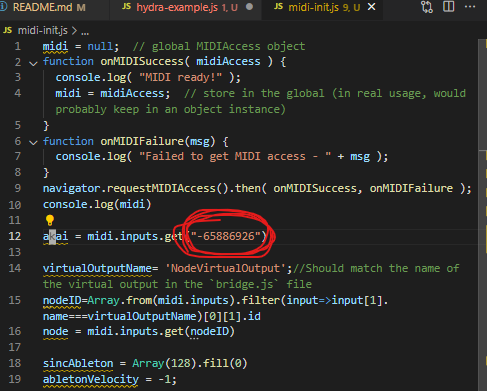 README.md M hydra-example.js 1, U midi-init.js 9, U
midi-init.js > ...
1 midi = null; // global MIDIAccess object
2 function onMIDISuccess( midiAccess ) {
3 console.log( "MIDI ready!" );
4 midi = midiAccess; // store in the global (in real usage, would
probably keep in an object instance)
5 }
6 function onMIDIFailure(msg) {
7 console.log( "Failed to get MIDI access - " + msg );
8 }
9 navigator.requestMIDIAccess().then( onMIDISuccess, onMIDIFailure );
10 console.log(midi)
11
12 akai = midi.inputs.get("-65886926")
13
14 virtualOutputName= 'NodeVirtualOutput';//Should match the name of
the virtual output in the `bridge.js` file
15 nodeID=Array.from(midi.inputs).filter(input=>input[1].
name===virtualOutputName)[0][1].id
16 node = midi.inputs.get(nodeID)
17
18 sincAbleton = Array(128).fill(0)
19 abletonVelocity = -1;